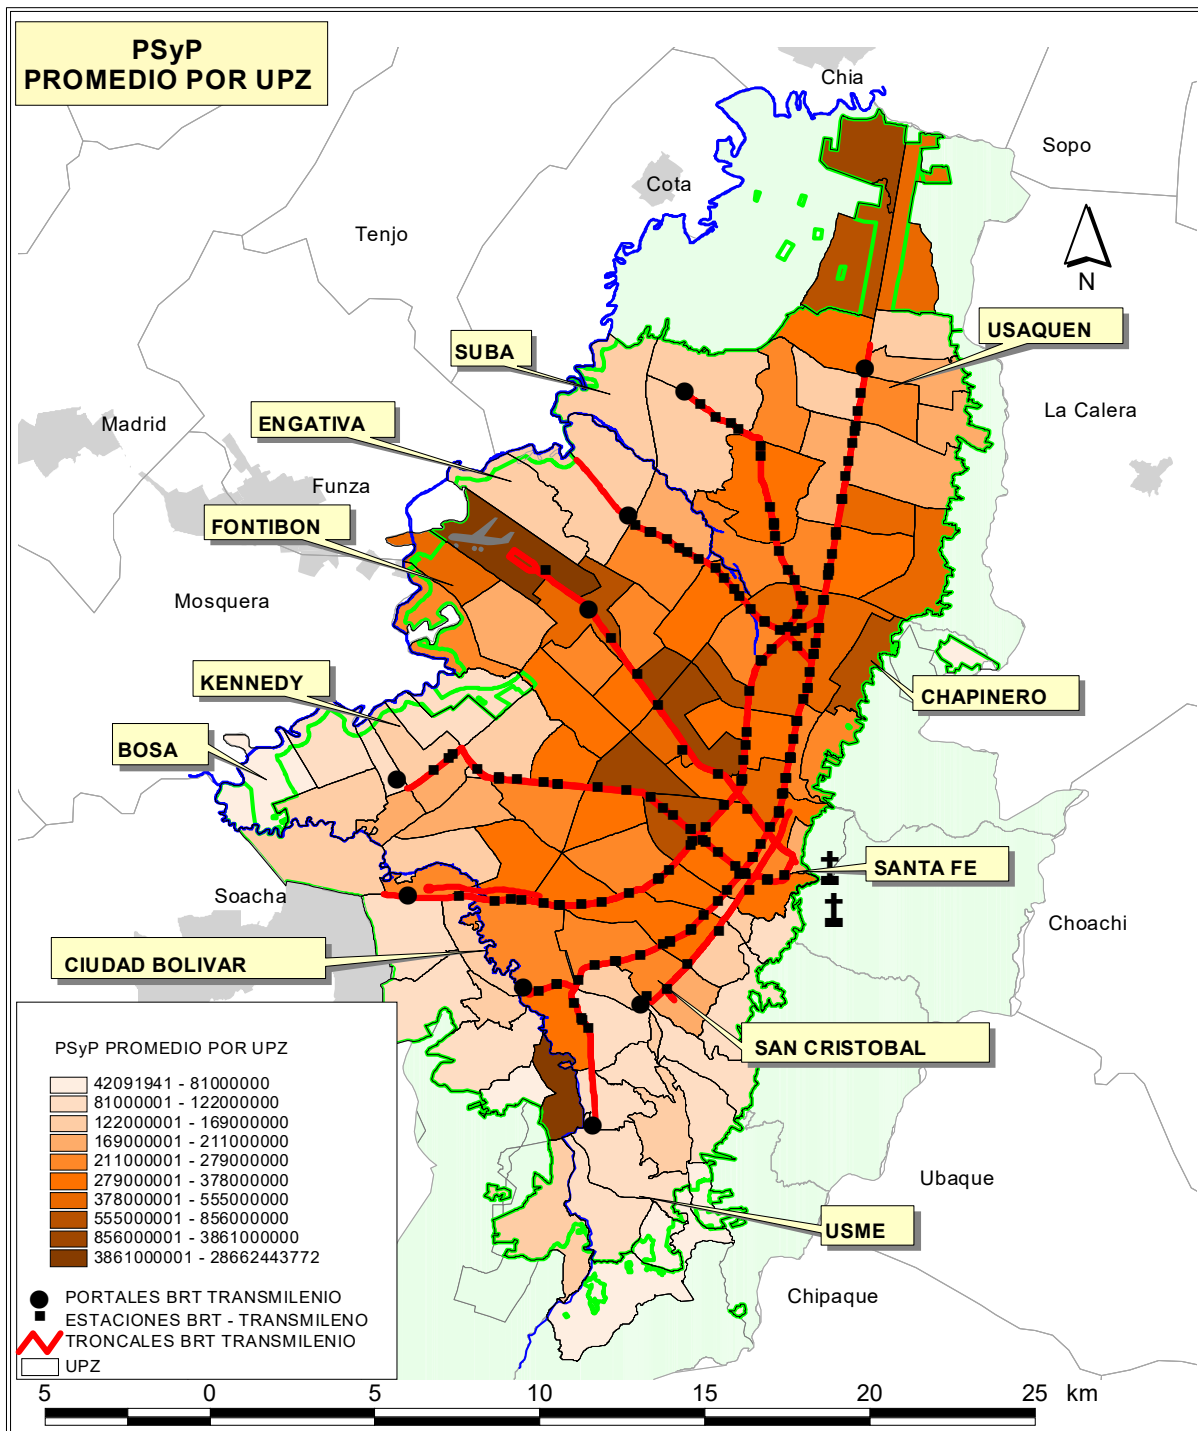 PSyP
PROMEDIO POR UPZ
Chia
Sopo
Cota
Tenjo
N
USAQUEN
SUBA
La Calera
Madrid
ENGATIVA
Funza
FONTIBON
Mosquera
KENNEDY
CHAPINERO
BOSA
SANTA FE
Soacha
Choachi
CIUDAD BOLIVAR
SAN CRISTOBAL
PSyP PROMEDIO POR UPZ
42091941 - 81000000
81000001 - 122000000
122000001 - 169000000
169000001 - 211000000
211000001 - 279000000
279000001 - 378000000
378000001 - 555000000
555000001 - 856000000
856000001 - 3861000000
3861000001 - 28662443772
Ubaque
USME
PORTALES BRT TRANSMILENIO
ESTACIONES BRT - TRANSMILENO
TRONCALES BRT TRANSMILENIO
UPZ
Chipaque
5 0 5 10 15 20 25 km